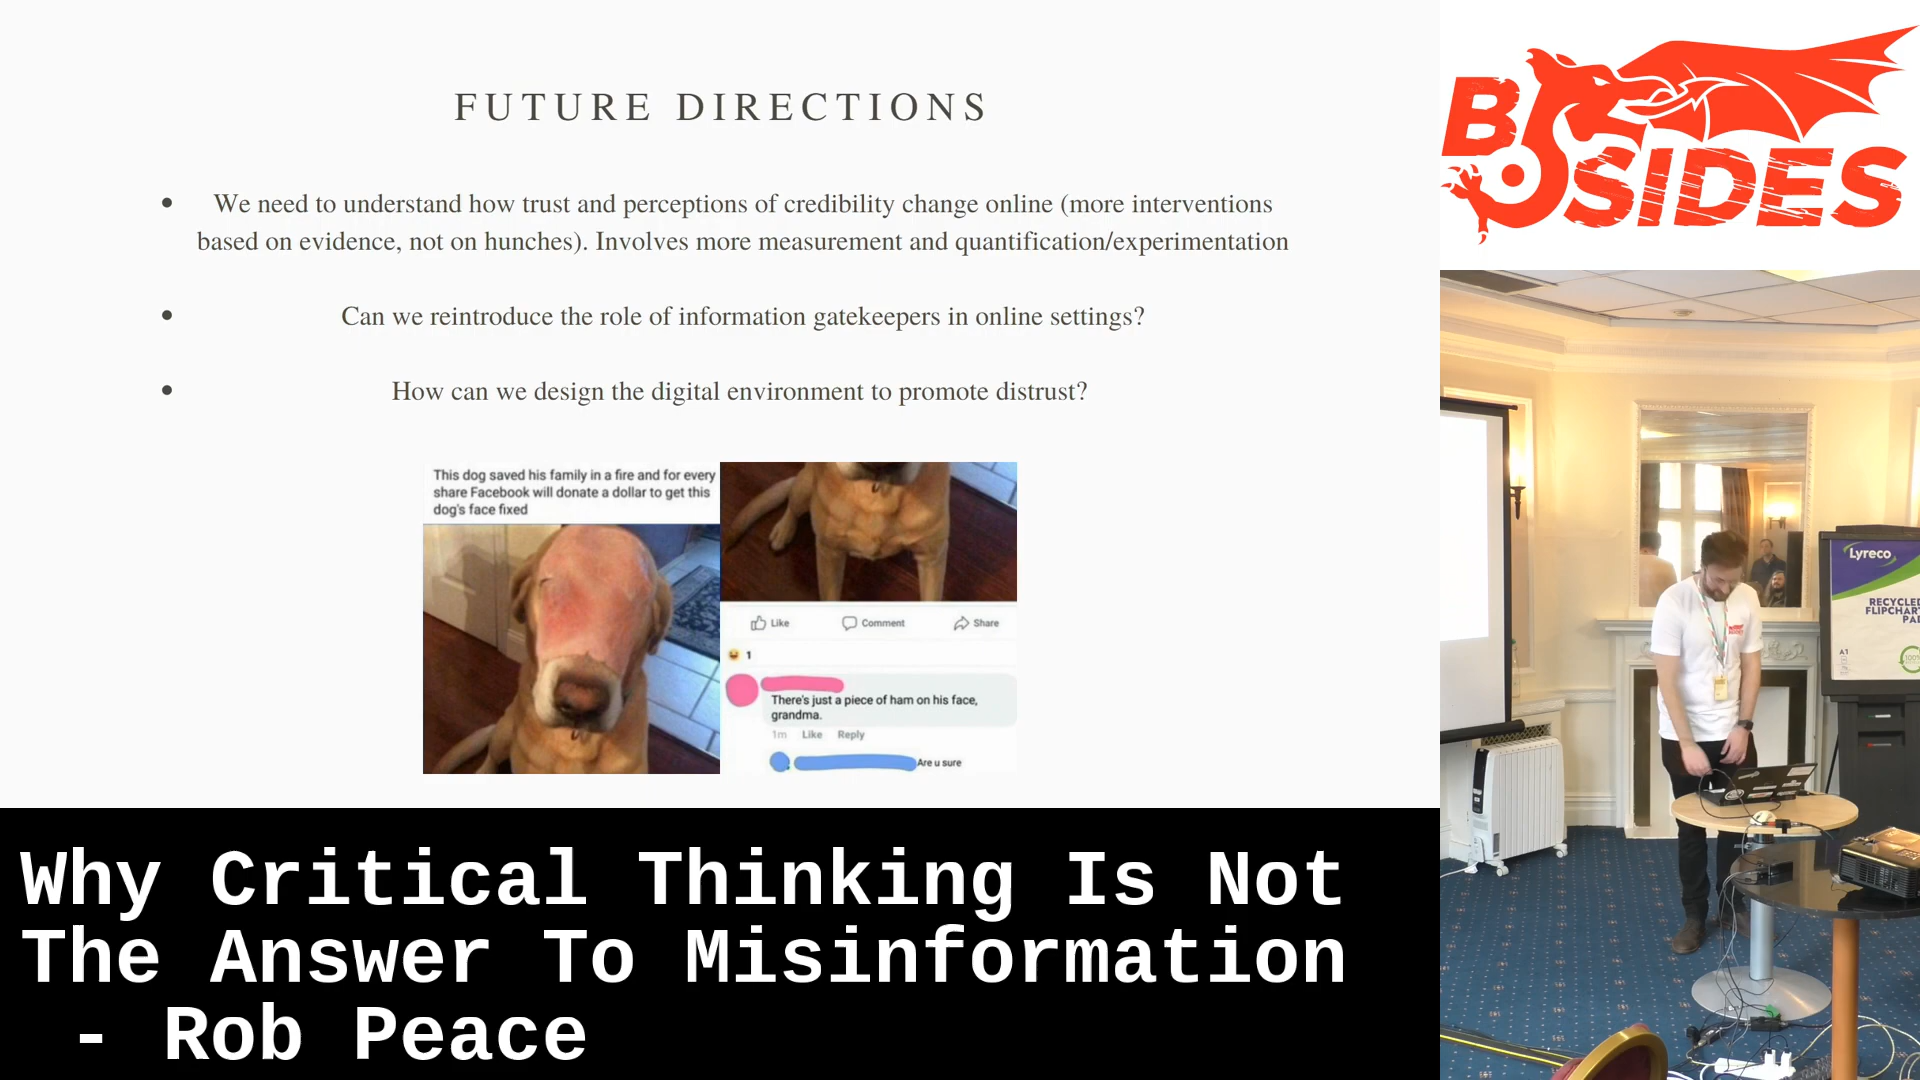 FUTURE DIRECTIONS
• We need to understand how trust and perceptions of credibility change online (more interventions
based on evidence, not on hunches). Involves more measurement and quantification/experimentation
• Can we reintroduce the role of information gatekeepers in online settings?
• How can we design the digital environment to promote distrust?
This dog saved his family in a fire and for every
share Facebook will donate a dollar to get this
dog's face fixed
Like Comment Share
1
There's just a piece of ham on his face,
grandma.
1m Like Reply
Are u sure
Why Critical Thinking Is Not
The Answer To Misinformation
- Rob Peace
BSIDES
Lyreco
RECYCLED
FLIPCHART
PAD
A1
100%